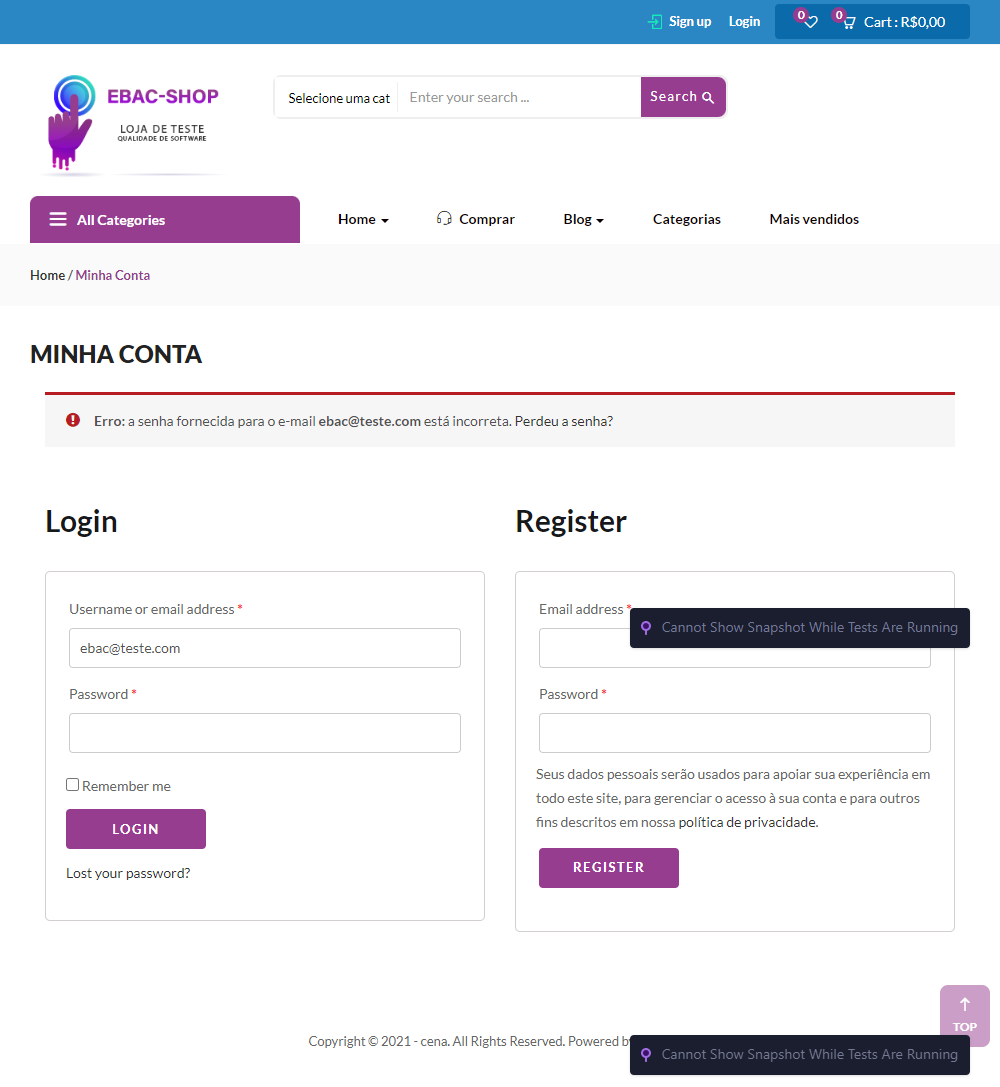 Sign up Login 0 0 Cart : R$0,00
EBAC-SHOP
LOJA DE TESTE
QUALIDADE DE SOFTWARE
Selecione uma cat Enter your search ... Search
All Categories Home Comprar Blog Categorias Mais vendidos
Home / Minha Conta
MINHA CONTA
Erro: a senha fornecida para o e-mail ebac@teste.com está incorreta. Perdeu a senha?
Login
Username or email address *
ebac@teste.com
Password *
Remember me
LOGIN
Lost your password?
Register
Email address *
Cannot Show Snapshot While Tests Are Running
Password *
Seus dados pessoais serão usados para apoiar sua experiência em
todo este site, para gerenciar o acesso à sua conta e para outros
fins descritos em nossa política de privacidade.
REGISTER
TOP
Copyright © 2021 - cena. All Rights Reserved. Powered
Cannot Show Snapshot While Tests Are Running